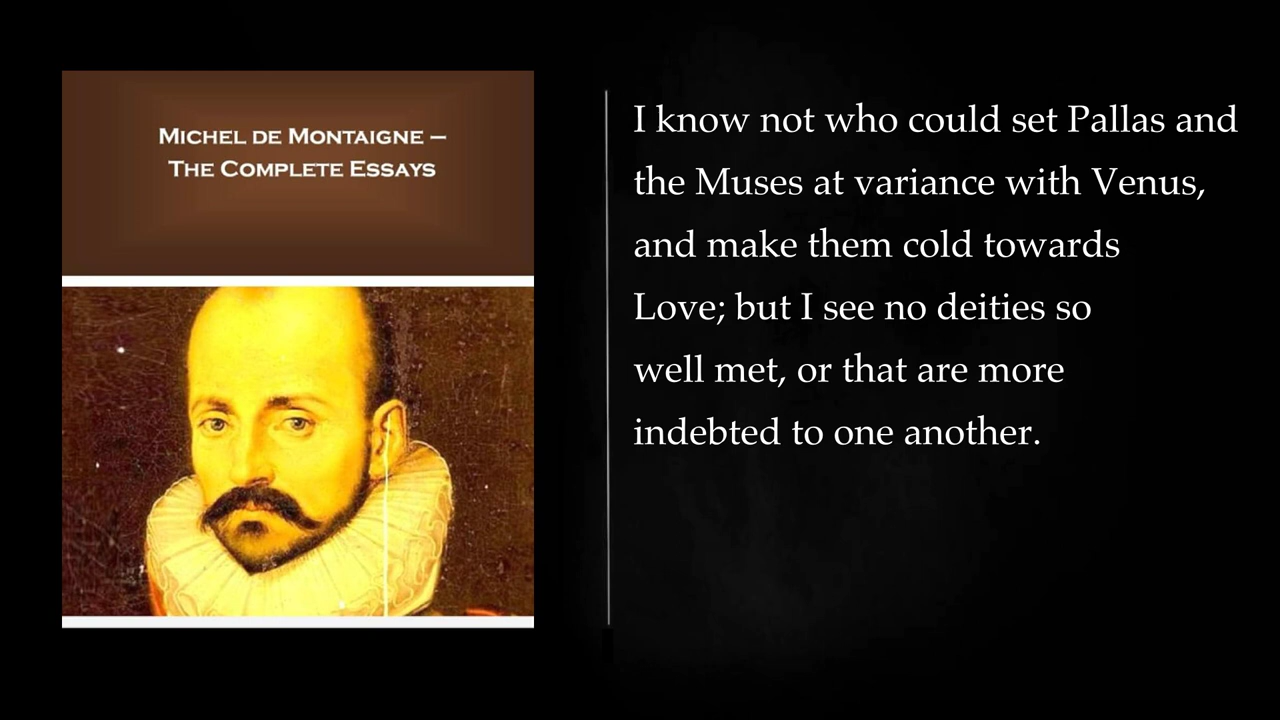 MICHEL DE MONTAIGNE –
THE COMPLETE ESSAYS
I know not who could set Pallas and
the Muses at variance with Venus,
and make them cold towards
Love; but I see no deities so
well met, or that are more
indebted to one another.